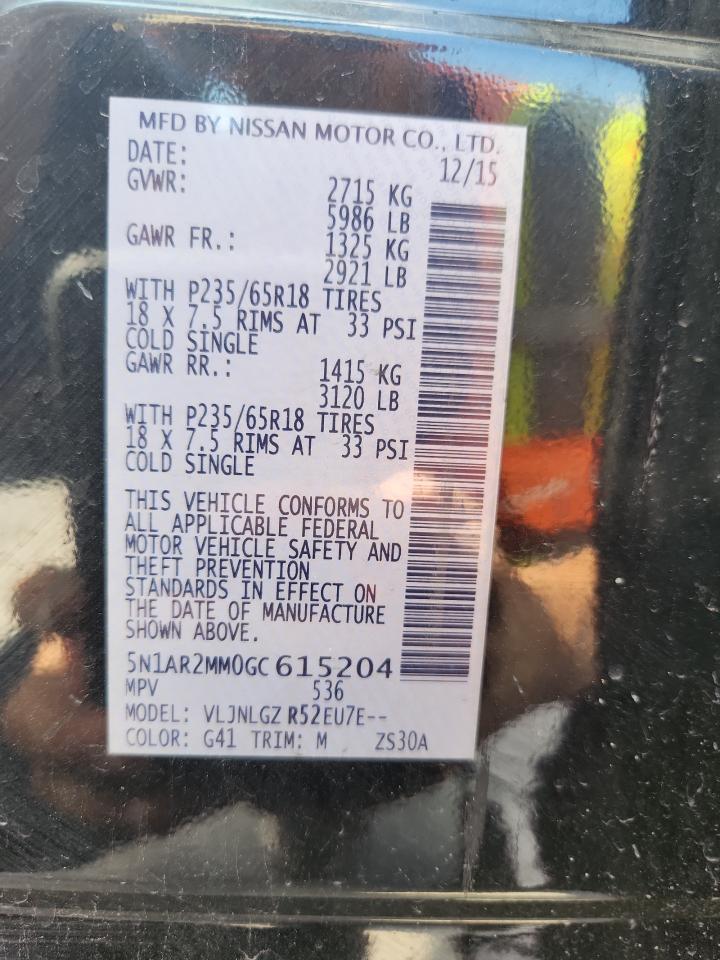 MFD BY NISSAN MOTOR CO., LTD.
DATE: 12/15
GVWR: 2715 KG
5986 LB
GAWR FR.: 1325 KG
2921 LB
WITH P235/65R18 TIRES
18 X 7.5 RIMS AT 33 PSI
COLD SINGLE
GAWR RR.: 1415 KG
3120 LB
WITH P235/65R18 TIRES
18 X 7.5 RIMS AT 33 PSI
COLD SINGLE
THIS VEHICLE CONFORMS TO
ALL APPLICABLE FEDERAL
MOTOR VEHICLE SAFETY AND
THEFT PREVENTION
STANDARDS IN EFFECT ON
THE DATE OF MANUFACTURE
SHOWN ABOVE.
5N1AR2MM0GC 615204
MPV 536
MODEL: VLJNLGZ R52EU7E--
COLOR: G41 TRIM: M ZS30A